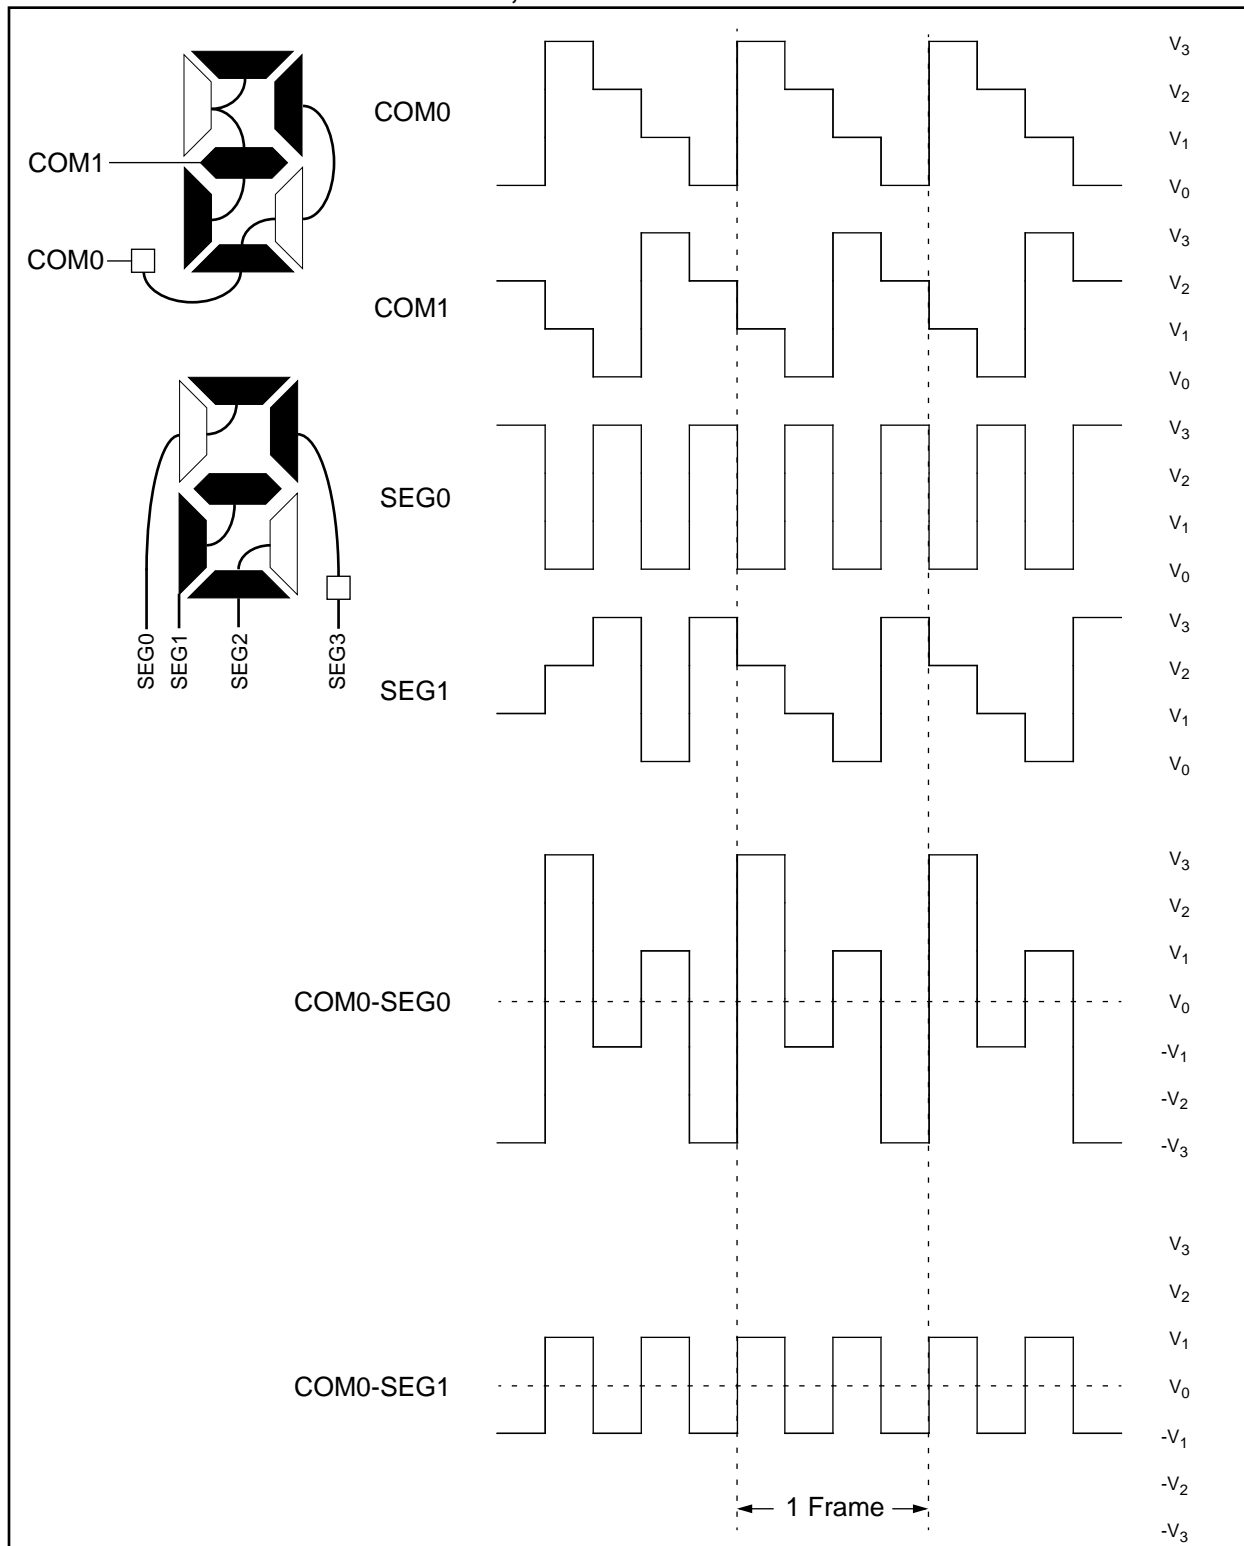 COM1
COM0
SEG0
SEG1
SEG2
SEG3
COM0
V3
V2
V1
V0
COM1
V3
V2
V1
V0
SEG0
V3
V2
V1
V0
SEG1
V3
V2
V1
V0
COM0-SEG0
V3
V2
V1
V0
-V1
-V2
-V3
COM0-SEG1
V3
V2
V1
V0
-V1
-V2
-V3
1 Frame